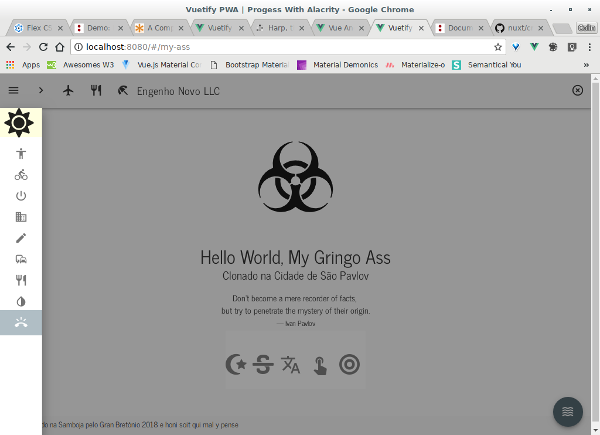 Vuetify PWA | Progess With Alacrity - Google Chrome
Flex CS
Demo
A Comp
Vuetify
Harp,
Vue Ar
Vuetify
Docum
nuxt/c
localhost:8080/#/my-ass
Apps Awesomes W3 Vue.js Material Co Bootstrap Material Material Demonics Materialize-o Semantical You »
Engenho Novo LLC
Hello World, My Gringo Ass
Clonado na Cidade de São Pavlov
Don't become a mere recorder of facts,
but try to penetrate the mystery of their origin.
— Ivan Pavlov
do na Samboja pelo Gran Bretônio 2018 e honi soit qui mal y pense